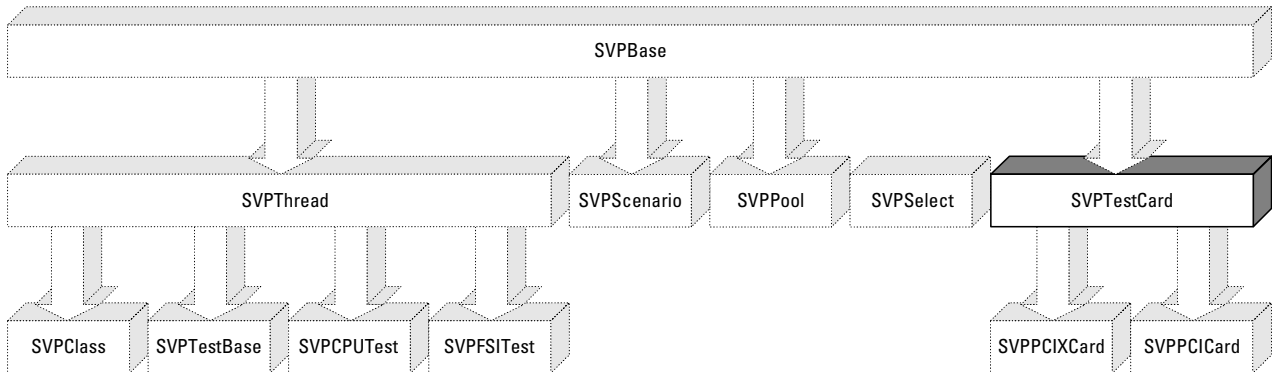 SVPBase
SVPThread
SVPScenario
SVPPool
SVPSelect
SVPTestCard
SVPClass
SVPTestBase
SVPCPUTest
SVPFSITest
SVPPCIXCard
SVPPCICard